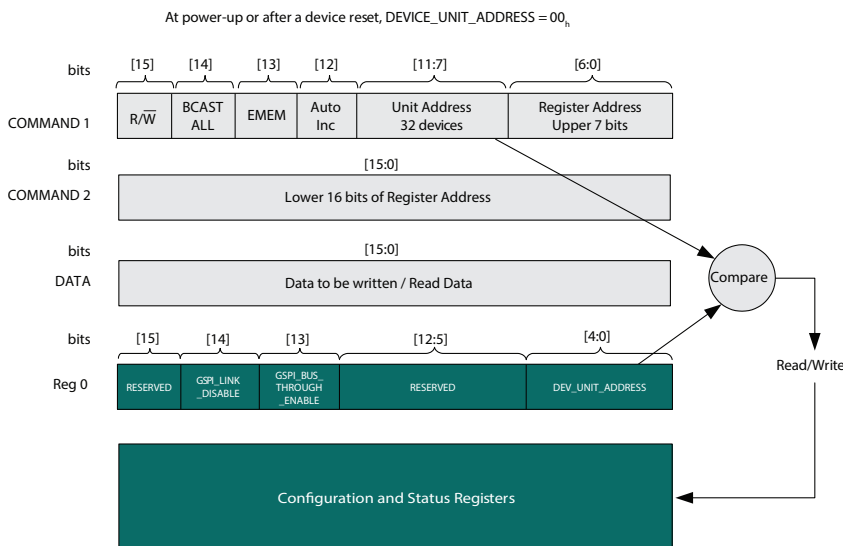 At power-up or after a device reset, DEVICE_UNIT_ADDRESS = 00h
bits [15] [14] [13] [12] [11:7] [6:0]
COMMAND 1
R/W̅
BCAST
ALL
EMEM
Auto
Inc
Unit Address
32 devices
Register Address
Upper 7 bits
bits [15:0]
COMMAND 2
Lower 16 bits of Register Address
bits [15:0]
DATA
Data to be written / Read Data
Compare
bits [15] [14] [13] [12:5] [4:0]
Reg 0
RESERVED
GSPI_LINK
_DISABLE
GSPI_BUS_
THROUGH
_ENABLE
RESERVED
DEV_UNIT_ADDRESS
Read/Write
Configuration and Status Registers